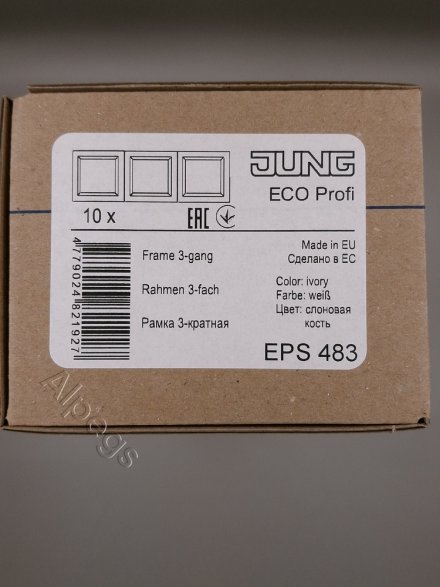 JUNG
ECO Profi
10 x
EAC
4779024821927
Frame 3-gang
Rahmen 3-fach
Рамка 3-кратная
Made in EU
Сделано в ЕС
Color: ivory
Farbe: weiß
Цвет: слоновая
кость
EPS 483
Alpegs